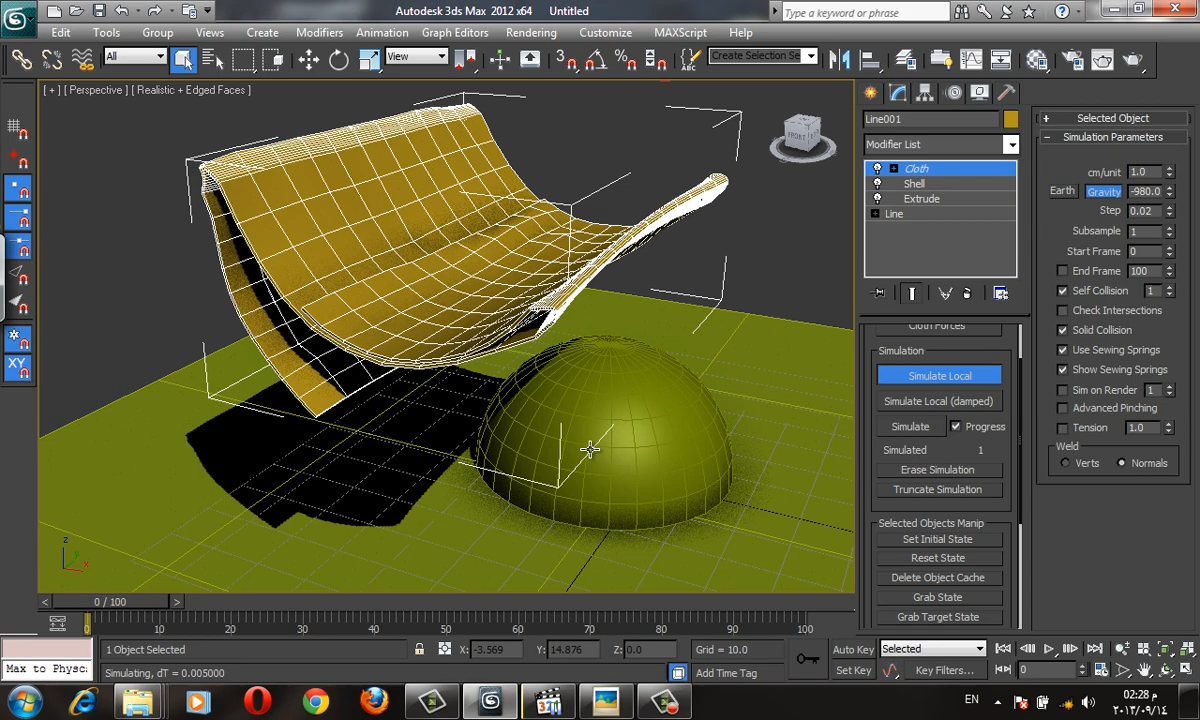 Autodesk 3ds Max 2012 x64 Untitled
Type a keyword or phrase
Edit Tools Group Views Create Modifiers Animation Graph Editors Rendering Customize MAXScript Help
All
View
Create Selection Se
[ + ] [ Perspective ] [ Realistic + Edged Faces ]
FRONT
Line001
Modifier List
Cloth
Shell
Extrude
Line
Cloth Forces
Simulation
Simulate Local
Simulate Local (damped)
Simulate Progress
Simulated 1
Erase Simulation
Truncate Simulation
Selected Objects Manip
Set Initial State
Reset State
Delete Object Cache
Grab State
Grab Target State
Selected Object
Simulation Parameters
cm/unit 1.0
Earth Gravity -980.0
Step 0.02
Subsample 1
Start Frame 0
End Frame 100
Self Collision 1
Check Intersections
Solid Collision
Use Sewing Springs
Show Sewing Springs
Sim on Render 1
Advanced Pinching
Tension 1.0
Weld
Verts Normals
XY
z
y
x
< 0 / 100 >
0 10 20 30 40 50 60 70 80 90 100
1 Object Selected
X: -3.569 Y: 14.876 Z: 0.0
Grid = 10.0
Auto Key Selected
Max to Physc
Simulating, dT = 0.005000
Add Time Tag
Set Key Key Filters... 0
321
EN
02:28 م
٢٠١٣/٠٩/١٤